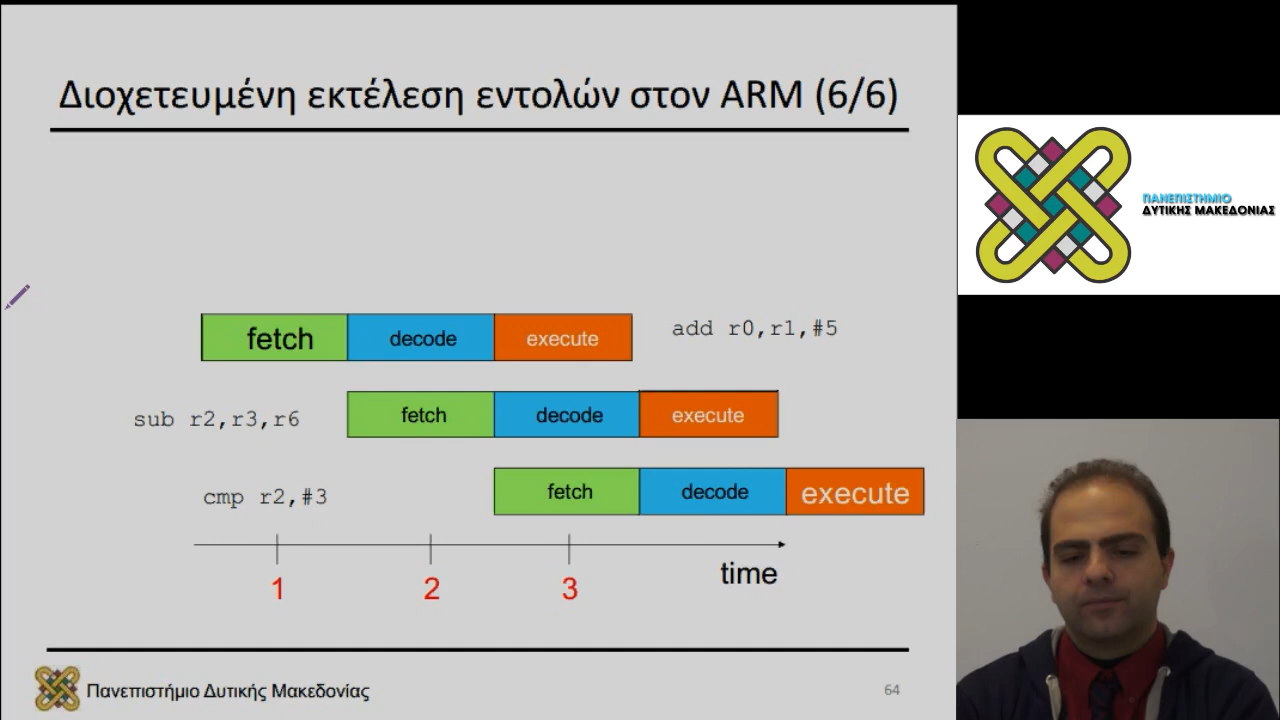 Διοχετευμένη εκτέλεση εντολών στον ARM (6/6)
ΠΑΝΕΠΙΣΤΗΜΙΟ
ΔΥΤΙΚΗΣ ΜΑΚΕΔΟΝΙΑΣ
fetch decode execute add r0,r1,#5
sub r2,r3,r6 fetch decode execute
cmp r2,#3 fetch decode execute
1 2 3 time
Πανεπιστήμιο Δυτικής Μακεδονίας 64